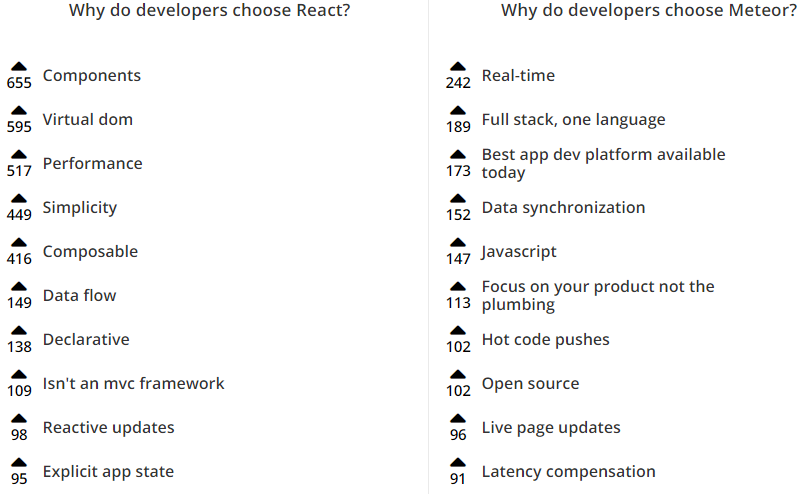 Why do developers choose React?
655 Components
595 Virtual dom
517 Performance
449 Simplicity
416 Composable
149 Data flow
138 Declarative
109 Isn't an mvc framework
98 Reactive updates
95 Explicit app state
Why do developers choose Meteor?
242 Real-time
189 Full stack, one language
173 Best app dev platform available
today
152 Data synchronization
147 Javascript
113 Focus on your product not the
plumbing
102 Hot code pushes
102 Open source
96 Live page updates
91 Latency compensation